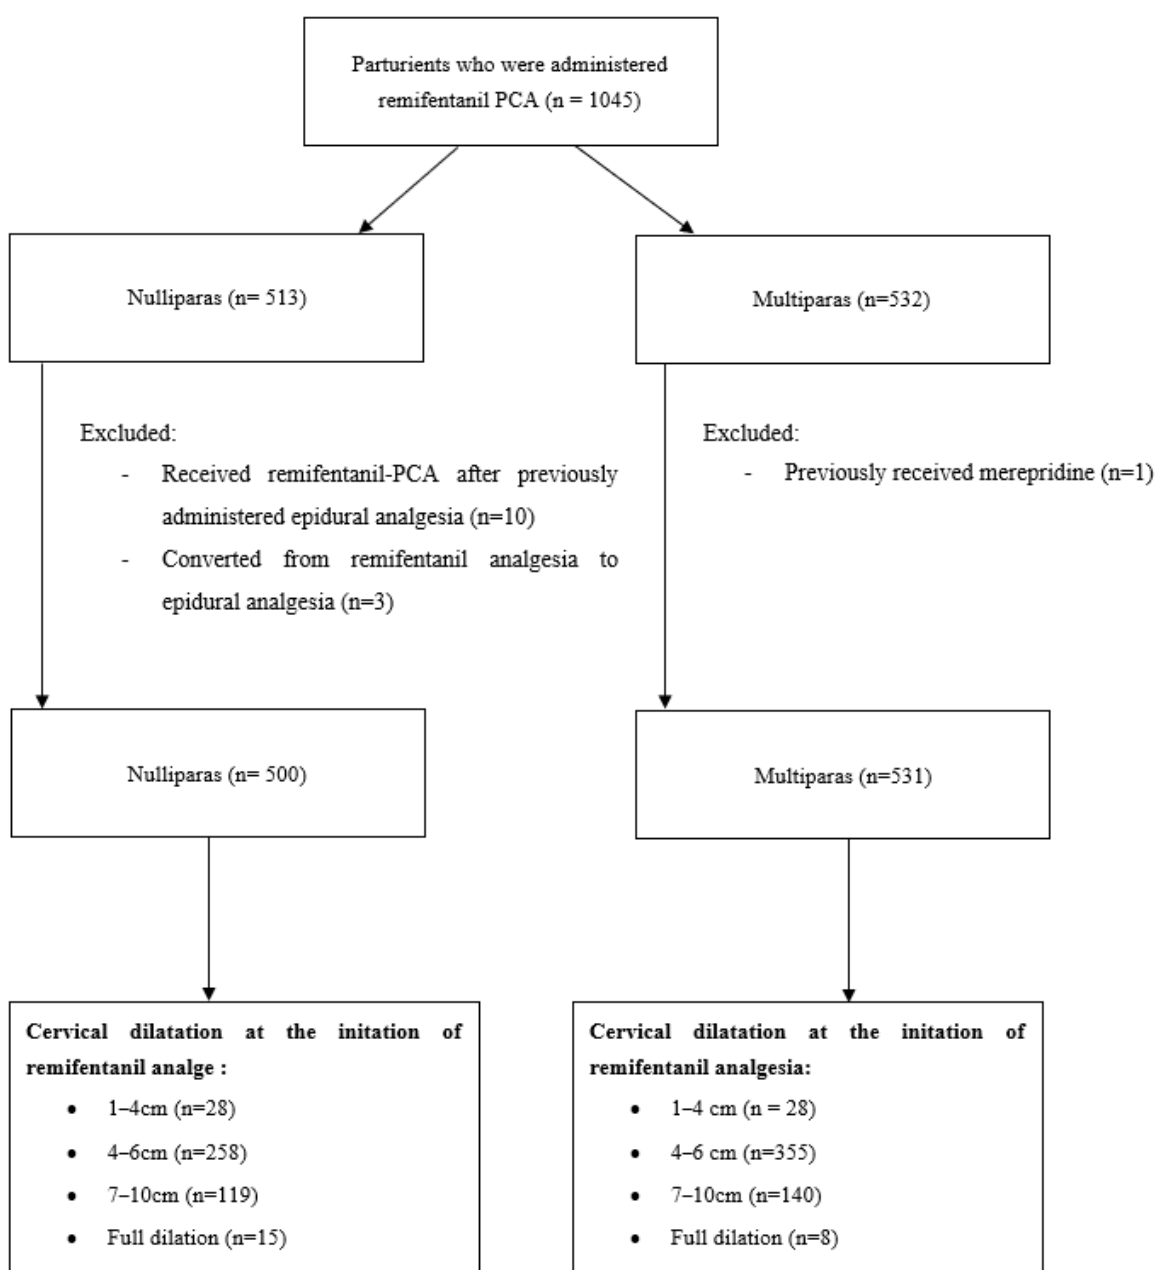 Parturients who were administered
remifentanil PCA (n = 1045)
Nulliparas (n= 513)
Multiparas (n=532)
Excluded:
- Received remifentanil-PCA after previously
administered epidural analgesia (n=10)
- Converted from remifentanil analgesia to
epidural analgesia (n=3)
Excluded:
- Previously received merepridine (n=1)
Nulliparas (n= 500)
Multiparas (n=531)
Cervical dilatation at the initation of
remifentanil analge :
• 1–4cm (n=28)
• 4–6cm (n=258)
• 7–10cm (n=119)
• Full dilation (n=15)
Cervical dilatation at the initation of
remifentanil analgesia:
• 1–4 cm (n = 28)
• 4–6 cm (n=355)
• 7–10cm (n=140)
• Full dilation (n=8)